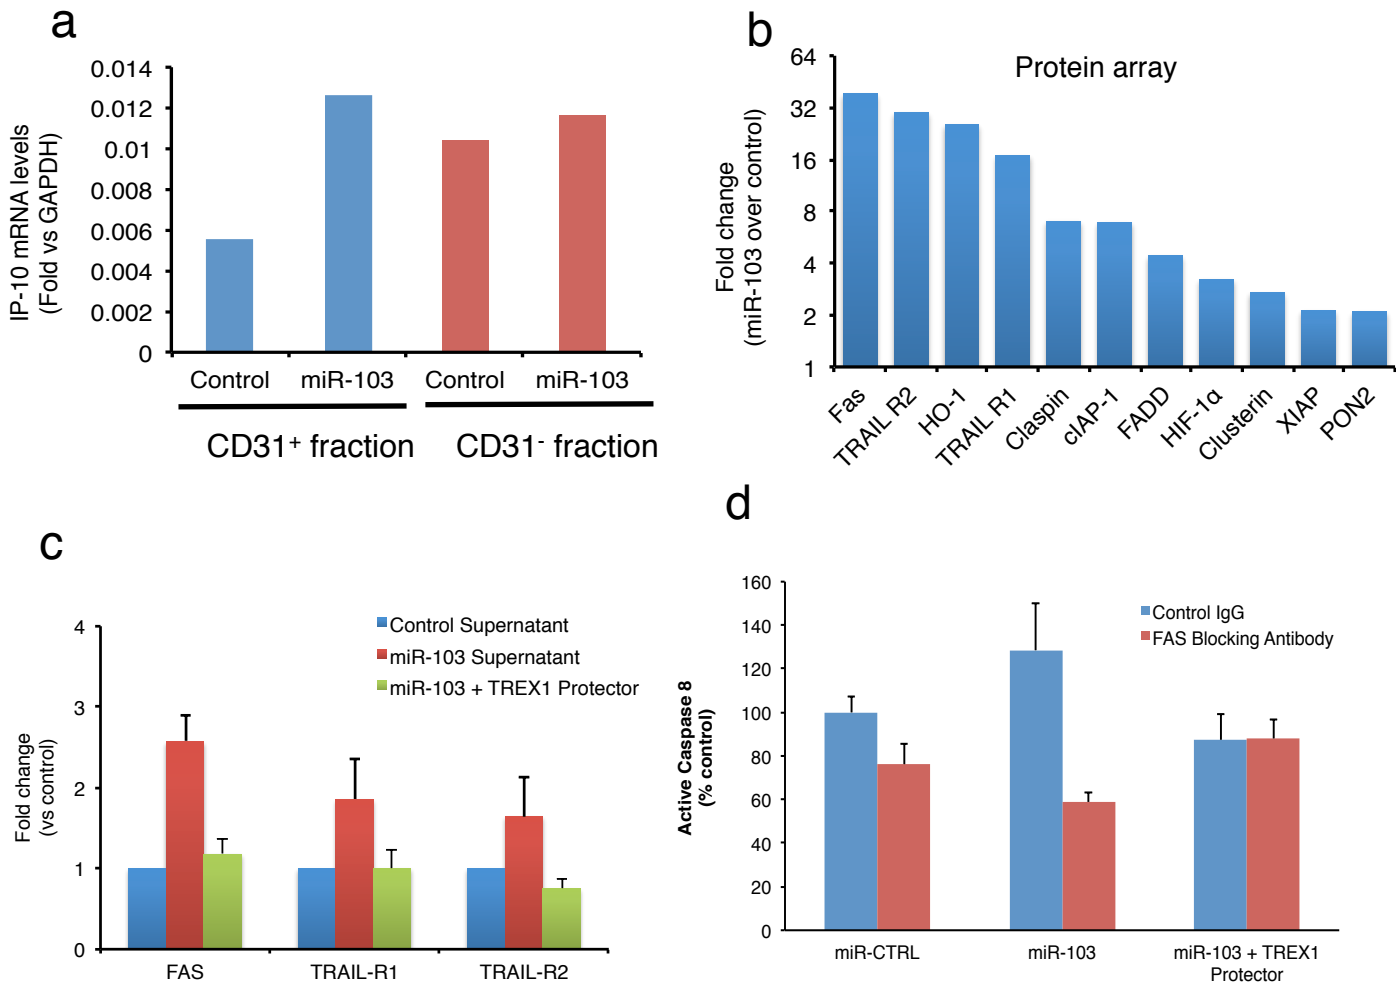 a
IP-10 mRNA levels
(Fold vs GAPDH)
0.014
0.012
0.01
0.008
0.006
0.004
0.002
0
Control
miR-103
Control
miR-103
CD31⁺ fraction
CD31⁻ fraction
b
Protein array
Fold change
(miR-103 over control)
64
32
16
8
4
2
1
Fas
TRAIL R2
HO-1
TRAIL R1
Claspin
cIAP-1
FADD
HIF-1α
Clusterin
XIAP
PON2
c
Fold change
(vs control)
4
3
2
1
0
Control Supernatant
miR-103 Supernatant
miR-103 + TREX1 Protector
FAS
TRAIL-R1
TRAIL-R2
d
Active Caspase 8
(% control)
160
140
120
100
80
60
40
20
0
Control IgG
FAS Blocking Antibody
miR-CTRL
miR-103
miR-103 + TREX1
Protector